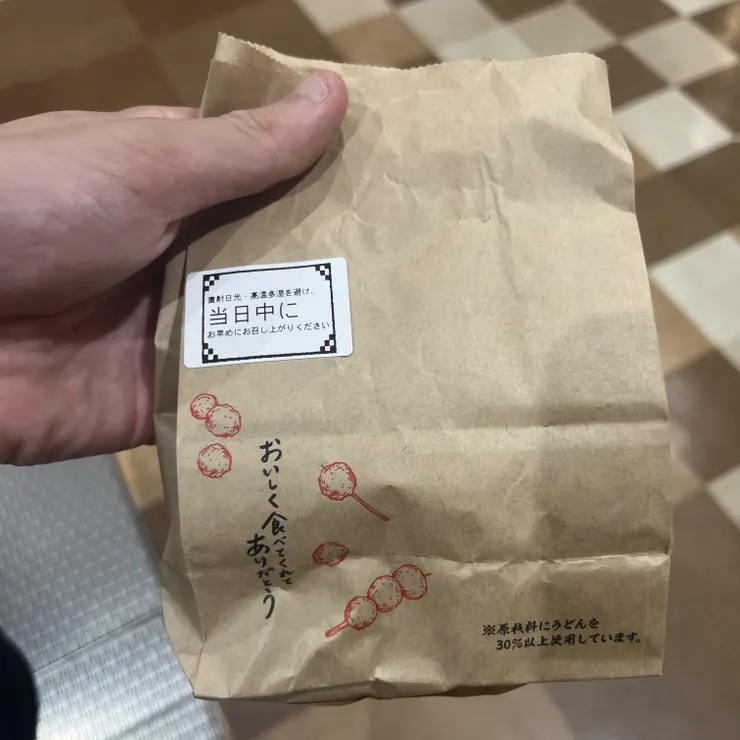 直射日光・高温多湿を避け、
当日中に
お早めにお召し上がりください
おいしく食べてくれて
ありがとう
※原材料にうどんを
30%以上使用しています。